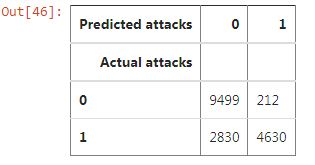 Out[46]:
Predicted attacks 0 1
Actual attacks
0 9499 212
1 2830 4630